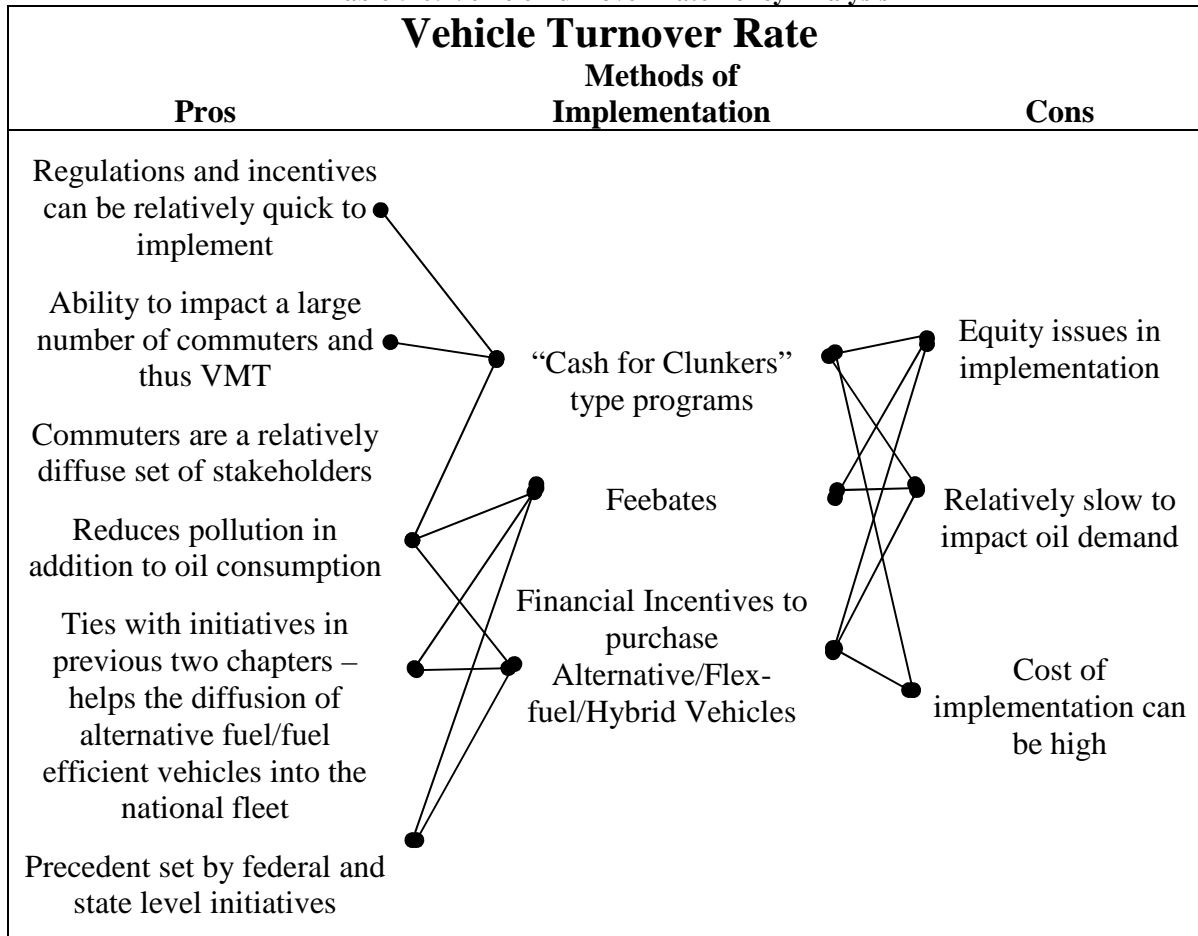 Vehicle Turnover Rate
Pros
Methods of
Implementation
Cons
Regulations and incentives
can be relatively quick to
implement
Ability to impact a large
number of commuters and
thus VMT
Commuters are a relatively
diffuse set of stakeholders
Reduces pollution in
addition to oil consumption
Ties with initiatives in
previous two chapters –
helps the diffusion of
alternative fuel/fuel
efficient vehicles into the
national fleet
Precedent set by federal and
state level initiatives
“Cash for Clunkers”
type programs
Feebates
Financial Incentives to
purchase
Alternative/Flex-
fuel/Hybrid Vehicles
Equity issues in
implementation
Relatively slow to
impact oil demand
Cost of
implementation can
be high